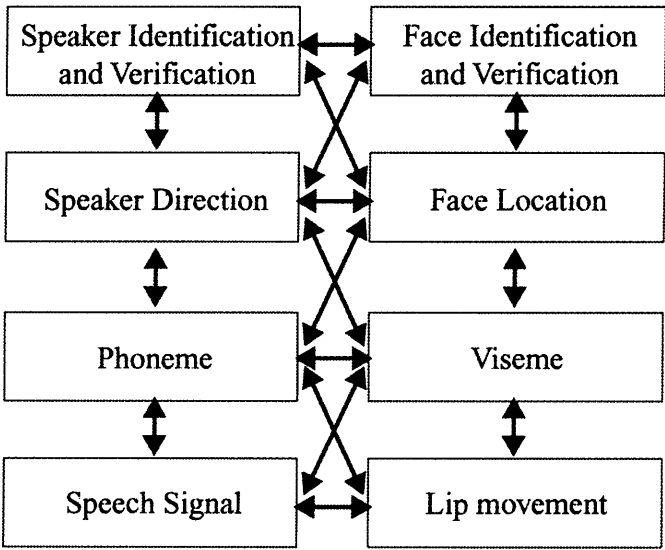 Speaker Identification
and Verification
Face Identification
and Verification
Speaker Direction
Face Location
Phoneme
Viseme
Speech Signal
Lip movement